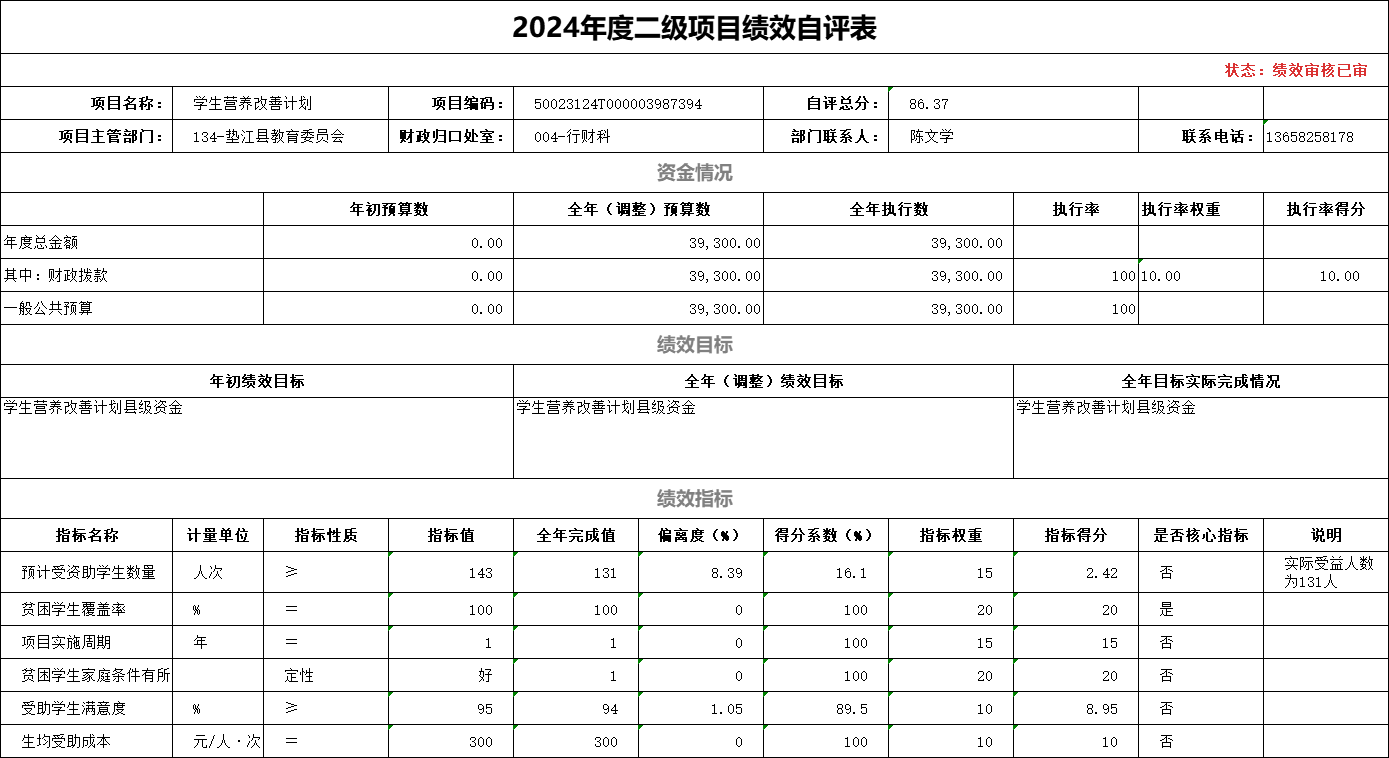 2024年度二级项目绩效自评表
状态：绩效审核已审
项目名称： 学生营养改善计划 项目编码： 50023124T000003987394 自评总分： 86.37
项目主管部门： 134-垫江县教育委员会 财政归口处室： 004-行财科 部门联系人： 陈文学 联系电话： 13658258178
资金情况
年初预算数 全年（调整）预算数 全年执行数 执行率 执行率权重 执行率得分
年度总金额 0.00 39,300.00 39,300.00
其中：财政拨款 0.00 39,300.00 39,300.00 100 10.00 10.00
一般公共预算 0.00 39,300.00 39,300.00 100
绩效目标
年初绩效目标 全年（调整）绩效目标 全年目标实际完成情况
学生营养改善计划县级资金 学生营养改善计划县级资金 学生营养改善计划县级资金
绩效指标
指标名称 计量单位 指标性质 指标值 全年完成值 偏离度（%） 得分系数（%） 指标权重 指标得分 是否核心指标 说明
预计受资助学生数量 人次 ≥ 143 131 8.39 16.1 15 2.42 否 实际受益人数
为131人
贫困学生覆盖率 % ＝ 100 100 0 100 20 20 是
项目实施周期 年 ＝ 1 1 0 100 15 15 否
贫困学生家庭条件有所 定性 好 1 0 100 20 20 否
受助学生满意度 % ≥ 95 94 1.05 89.5 10 8.95 否
生均受助成本 元/人·次 ＝ 300 300 0 100 10 10 否